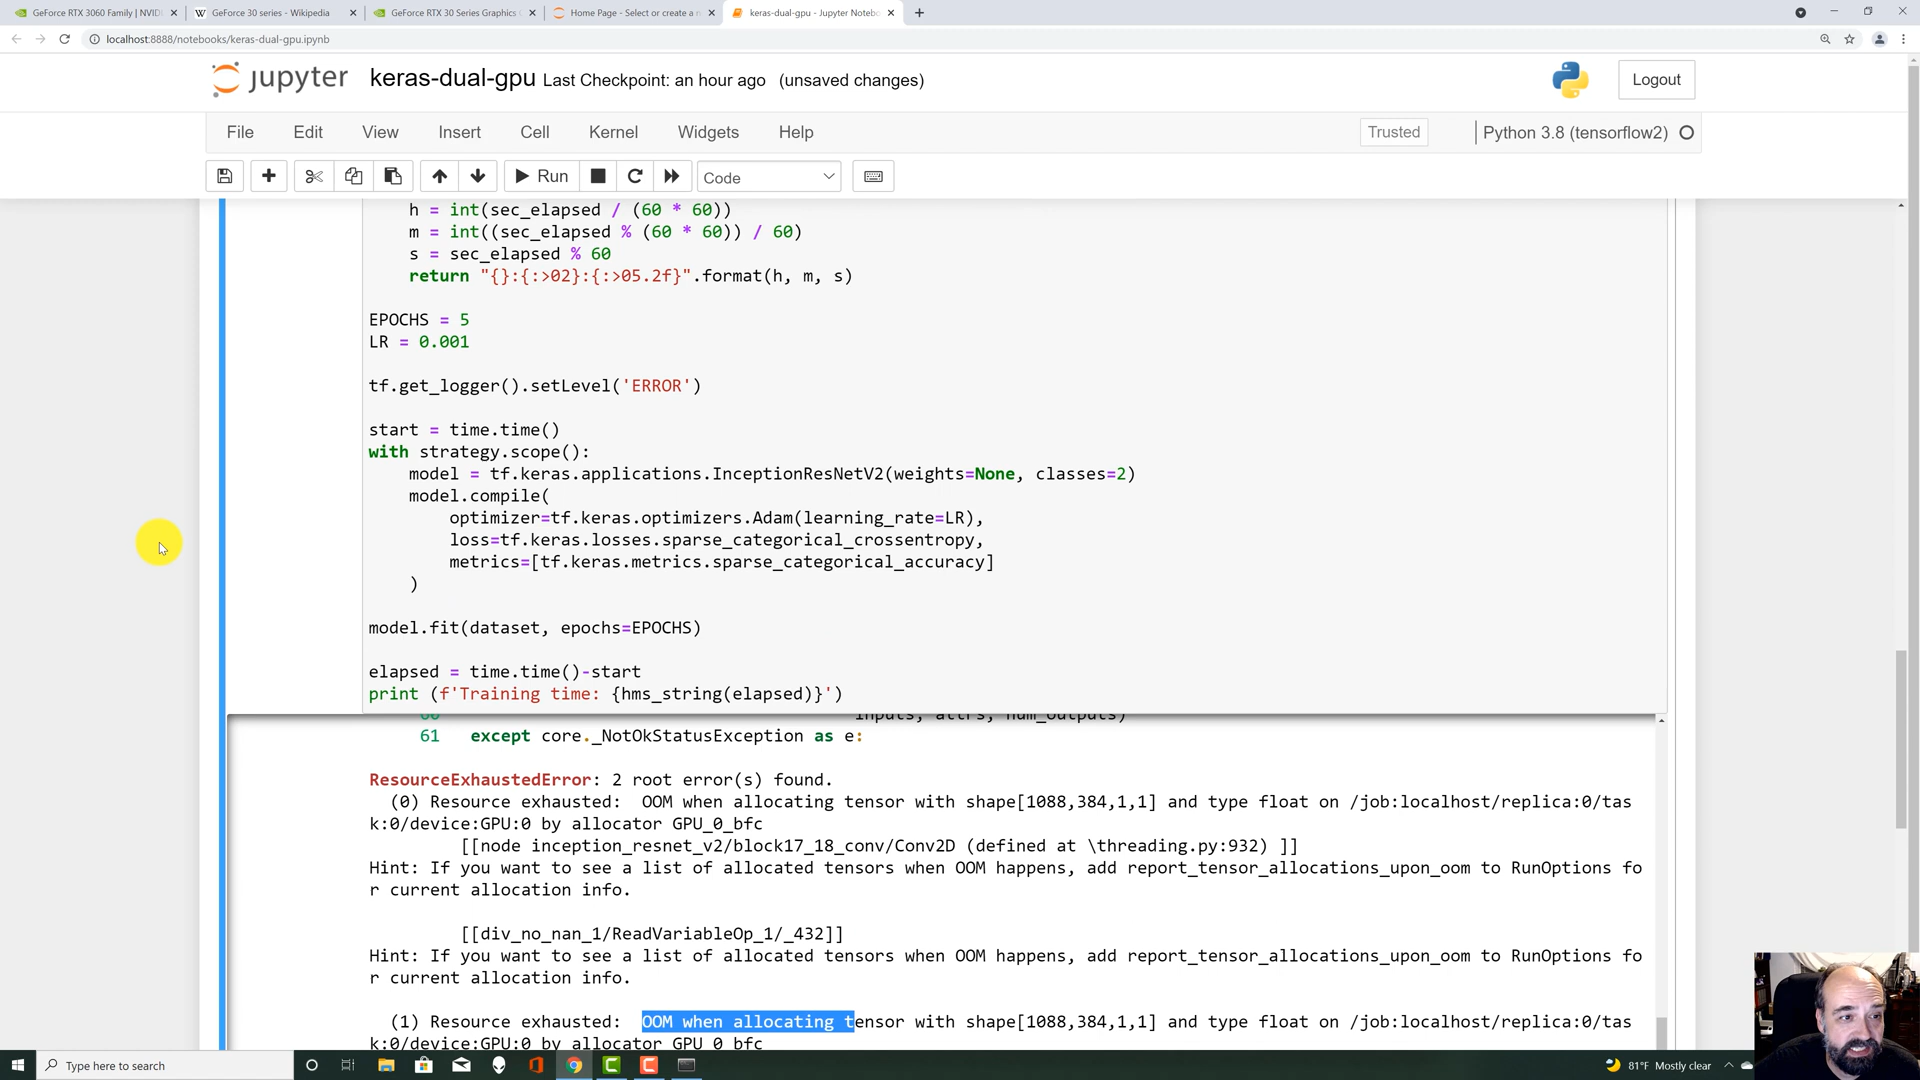 GeForce RTX 3060 Family | NVIDI
GeForce 30 series - Wikipedia
GeForce RTX 30 Series Graphics
Home Page - Select or create a n
keras-dual-gpu - Jupyter Notebo
localhost:8888/notebooks/keras-dual-gpu.ipynb
jupyter keras-dual-gpu Last Checkpoint: an hour ago (unsaved changes)
Logout
File Edit View Insert Cell Kernel Widgets Help
Trusted
Python 3.8 (tensorflow2)
Run
Code
h = int(sec_elapsed / (60 * 60))
m = int((sec_elapsed % (60 * 60)) / 60)
s = sec_elapsed % 60
return "{}:{:>02}:{:>05.2f}".format(h, m, s)
EPOCHS = 5
LR = 0.001
tf.get_logger().setLevel('ERROR')
start = time.time()
with strategy.scope():
model = tf.keras.applications.InceptionResNetV2(weights=None, classes=2)
model.compile(
optimizer=tf.keras.optimizers.Adam(learning_rate=LR),
loss=tf.keras.losses.sparse_categorical_crossentropy,
metrics=[tf.keras.metrics.sparse_categorical_accuracy]
)
model.fit(dataset, epochs=EPOCHS)
elapsed = time.time()-start
print (f'Training time: {hms_string(elapsed)}')
60 inputs, attrs, num_outputs)
61 except core._NotOkStatusException as e:
ResourceExhaustedError: 2 root error(s) found.
(0) Resource exhausted: OOM when allocating tensor with shape[1088,384,1,1] and type float on /job:localhost/replica:0/tas
k:0/device:GPU:0 by allocator GPU_0_bfc
[[node inception_resnet_v2/block17_18_conv/Conv2D (defined at \threading.py:932) ]]
Hint: If you want to see a list of allocated tensors when OOM happens, add report_tensor_allocations_upon_oom to RunOptions fo
r current allocation info.
[[div_no_nan_1/ReadVariableOp_1/_432]]
Hint: If you want to see a list of allocated tensors when OOM happens, add report_tensor_allocations_upon_oom to RunOptions fo
r current allocation info.
(1) Resource exhausted: OOM when allocating tensor with shape[1088,384,1,1] and type float on /job:localhost/replica:0/tas
k:0/device:GPU:0 by allocator GPU_0_bfc
Type here to search
81°F Mostly clear